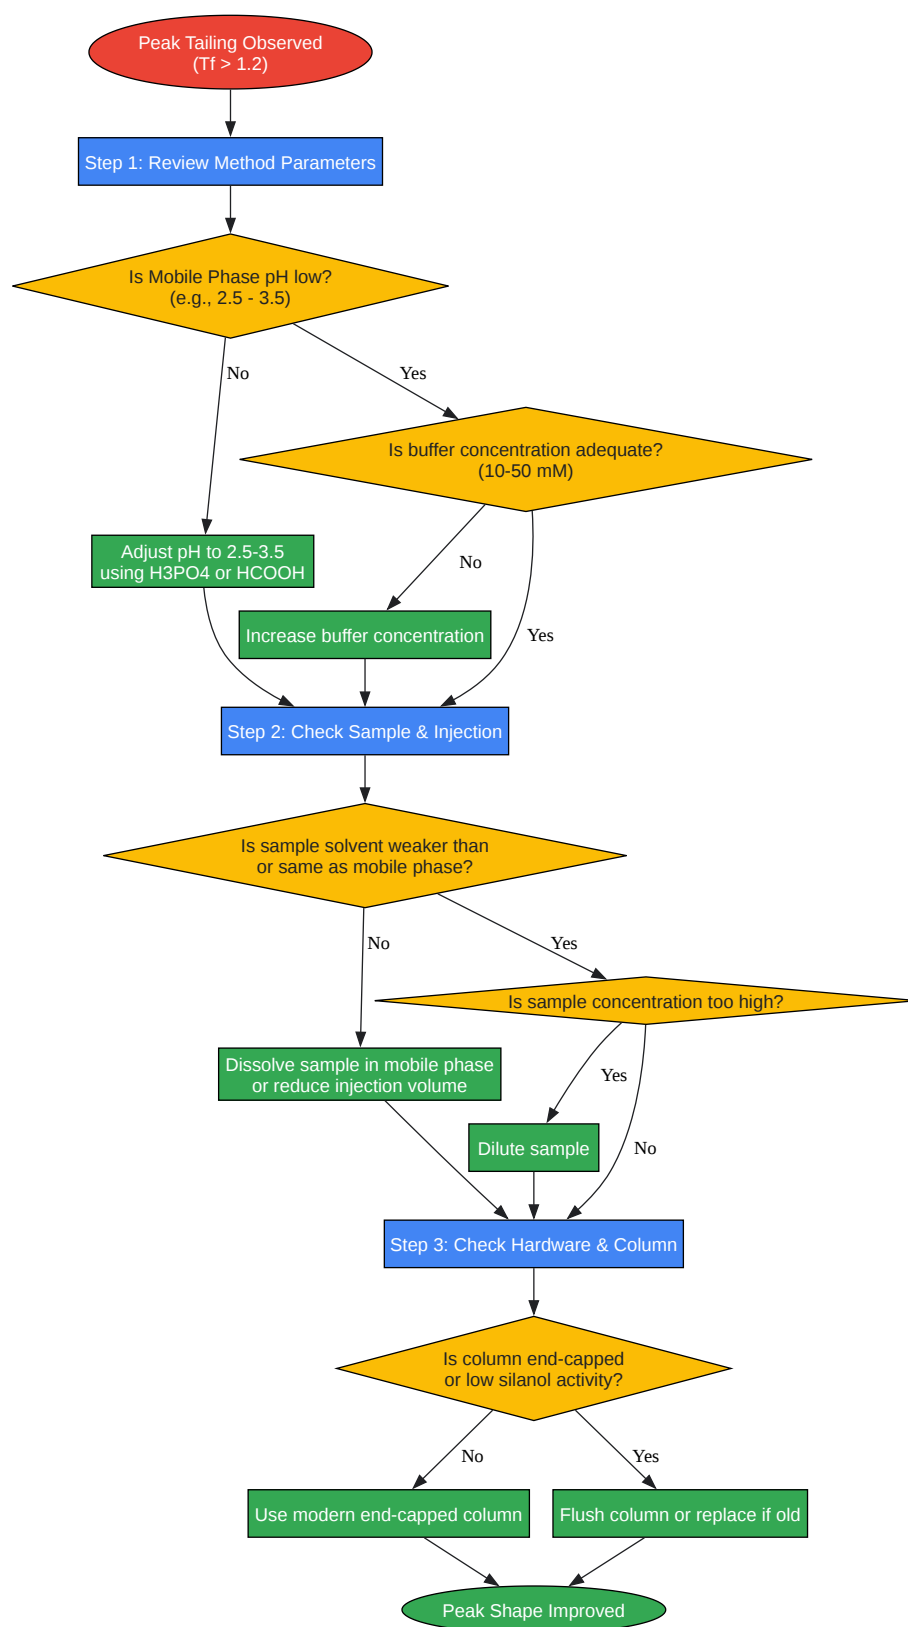 Peak Tailing Observed
(Tf > 1.2)
Step 1: Review Method Parameters
Is Mobile Phase pH low?
(e.g., 2.5 - 3.5)
No
Yes
Is buffer concentration adequate?
(10-50 mM)
Adjust pH to 2.5-3.5
using H3PO4 or HCOOH
No
Increase buffer concentration
Yes
Step 2: Check Sample & Injection
Is sample solvent weaker than
or same as mobile phase?
No
Yes
Is sample concentration too high?
Dissolve sample in mobile phase
or reduce injection volume
Yes
Dilute sample
No
Step 3: Check Hardware & Column
Is column end-capped
or low silanol activity?
No
Yes
Use modern end-capped column
Flush column or replace if old
Peak Shape Improved